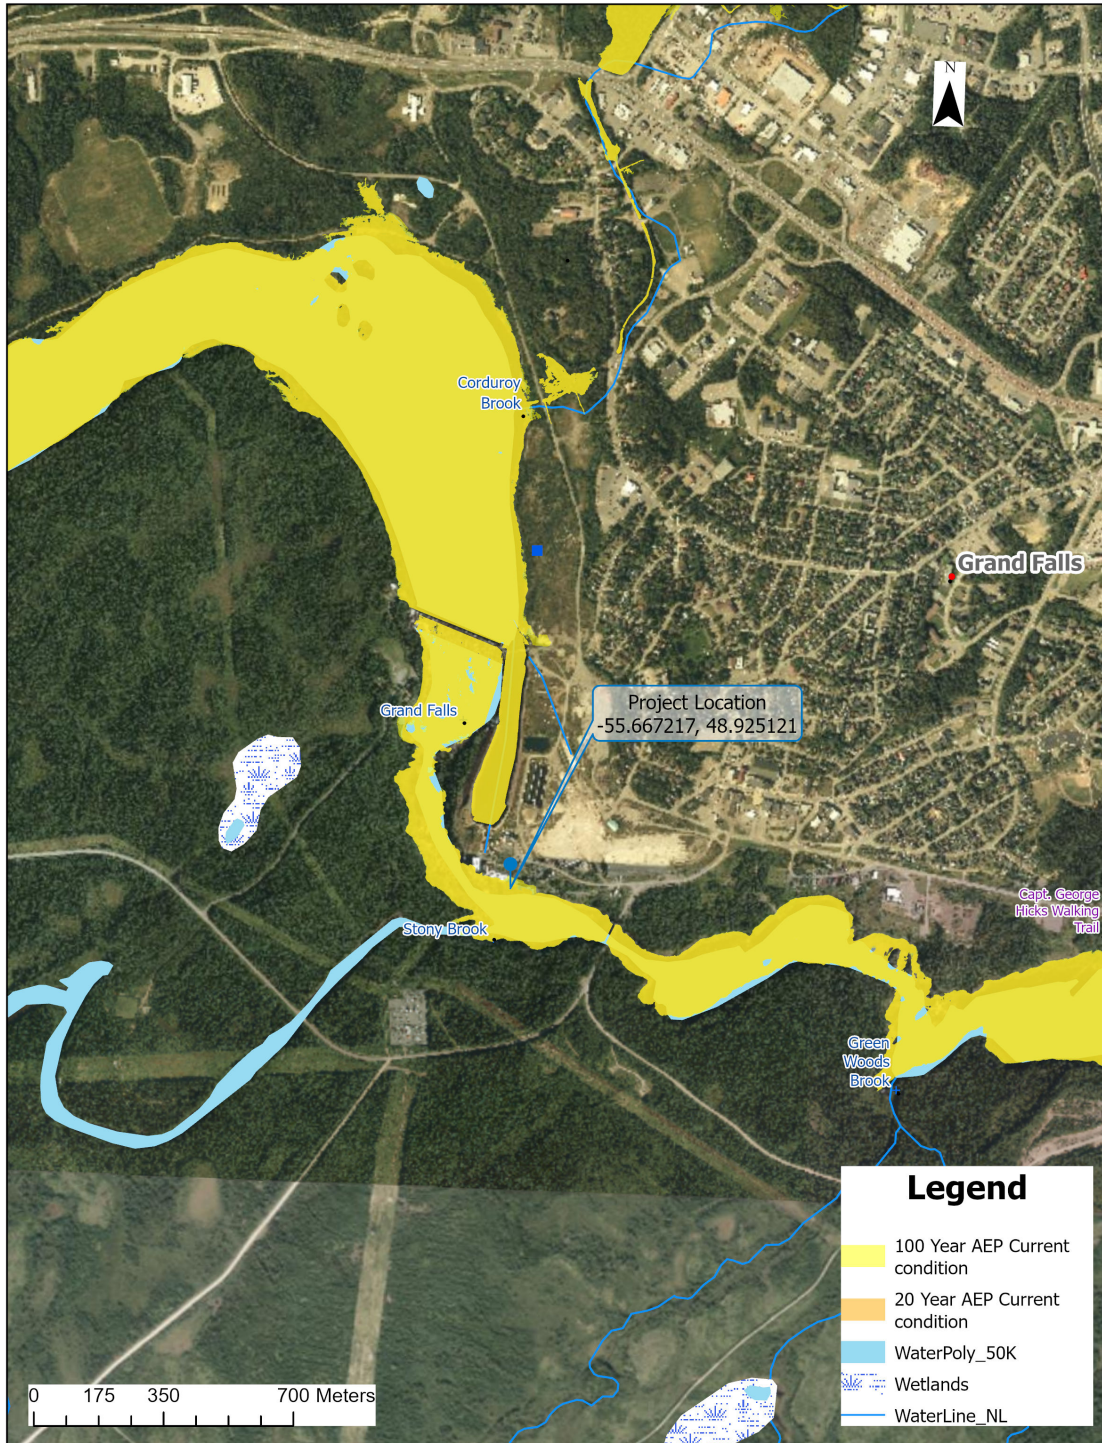 N
Corduroy
Brook
Grand Falls
Project Location
-55.667217, 48.925121
Grand Falls
Capt. George
Hicks Walking
Trail
Stony Brook
Green
Woods
Brook
Legend
100 Year AEP Current
condition
20 Year AEP Current
condition
WaterPoly_50K
Wetlands
WaterLine_NL
0 175 350 700 Meters